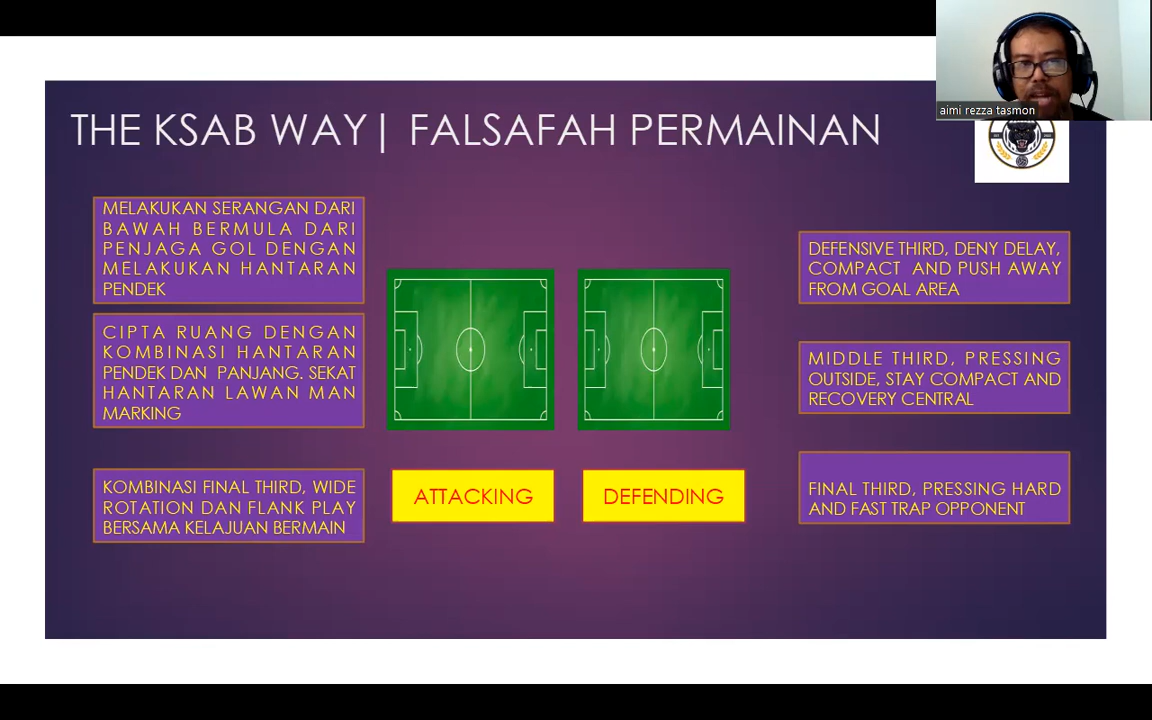 aimi rezza tasmon
THE KSAB WAY| FALSAFAH PERMAINAN
MELAKUKAN SERANGAN DARI
BAWAH BERMULA DARI
PENJAGA GOL DENGAN
MELAKUKAN HANTARAN
PENDEK
CIPTA RUANG DENGAN
KOMBINASI HANTARAN
PENDEK DAN PANJANG. SEKAT
HANTARAN LAWAN MAN
MARKING
KOMBINASI FINAL THIRD, WIDE
ROTATION DAN FLANK PLAY
BERSAMA KELAJUAN BERMAIN
ATTACKING
DEFENDING
DEFENSIVE THIRD, DENY DELAY,
COMPACT AND PUSH AWAY
FROM GOAL AREA
MIDDLE THIRD, PRESSING
OUTSIDE, STAY COMPACT AND
RECOVERY CENTRAL
FINAL THIRD, PRESSING HARD
AND FAST TRAP OPPONENT